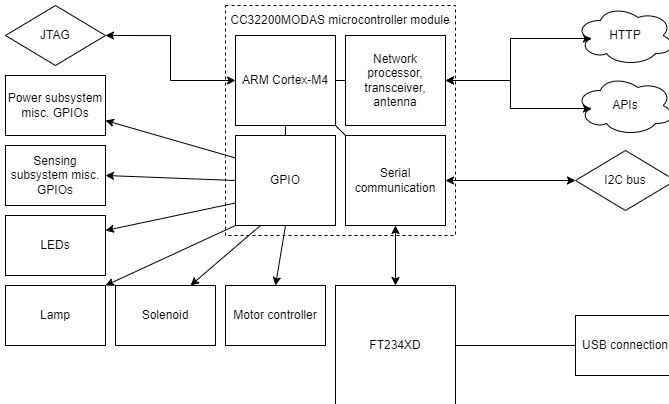 CC32200MODAS microcontroller module
JTAG
ARM Cortex-M4
Network
processor,
transceiver,
antenna
HTTP
APIs
Power subsystem
misc. GPIOs
Sensing
subsystem misc.
GPIOs
GPIO
Serial
communication
I2C bus
LEDs
Lamp
Solenoid
Motor controller
FT234XD
USB connection